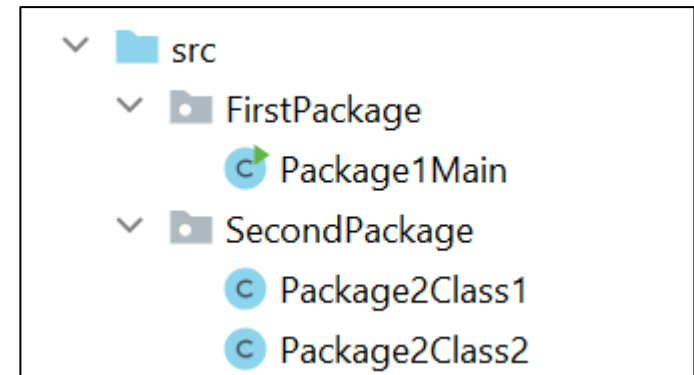 src
FirstPackage
C Package1Main
SecondPackage
C Package2Class1
C Package2Class2